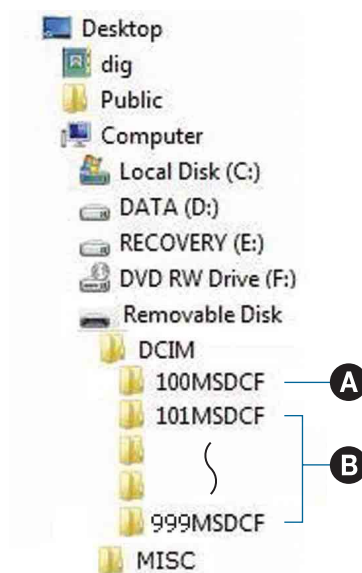 Desktop
dig
Public
Computer
Local Disk (C:)
DATA (D:)
RECOVERY (E:)
DVD RW Drive (F:)
Removable Disk
DCIM
100MSDCF A
101MSDCF
B
999MSDCF
MISC